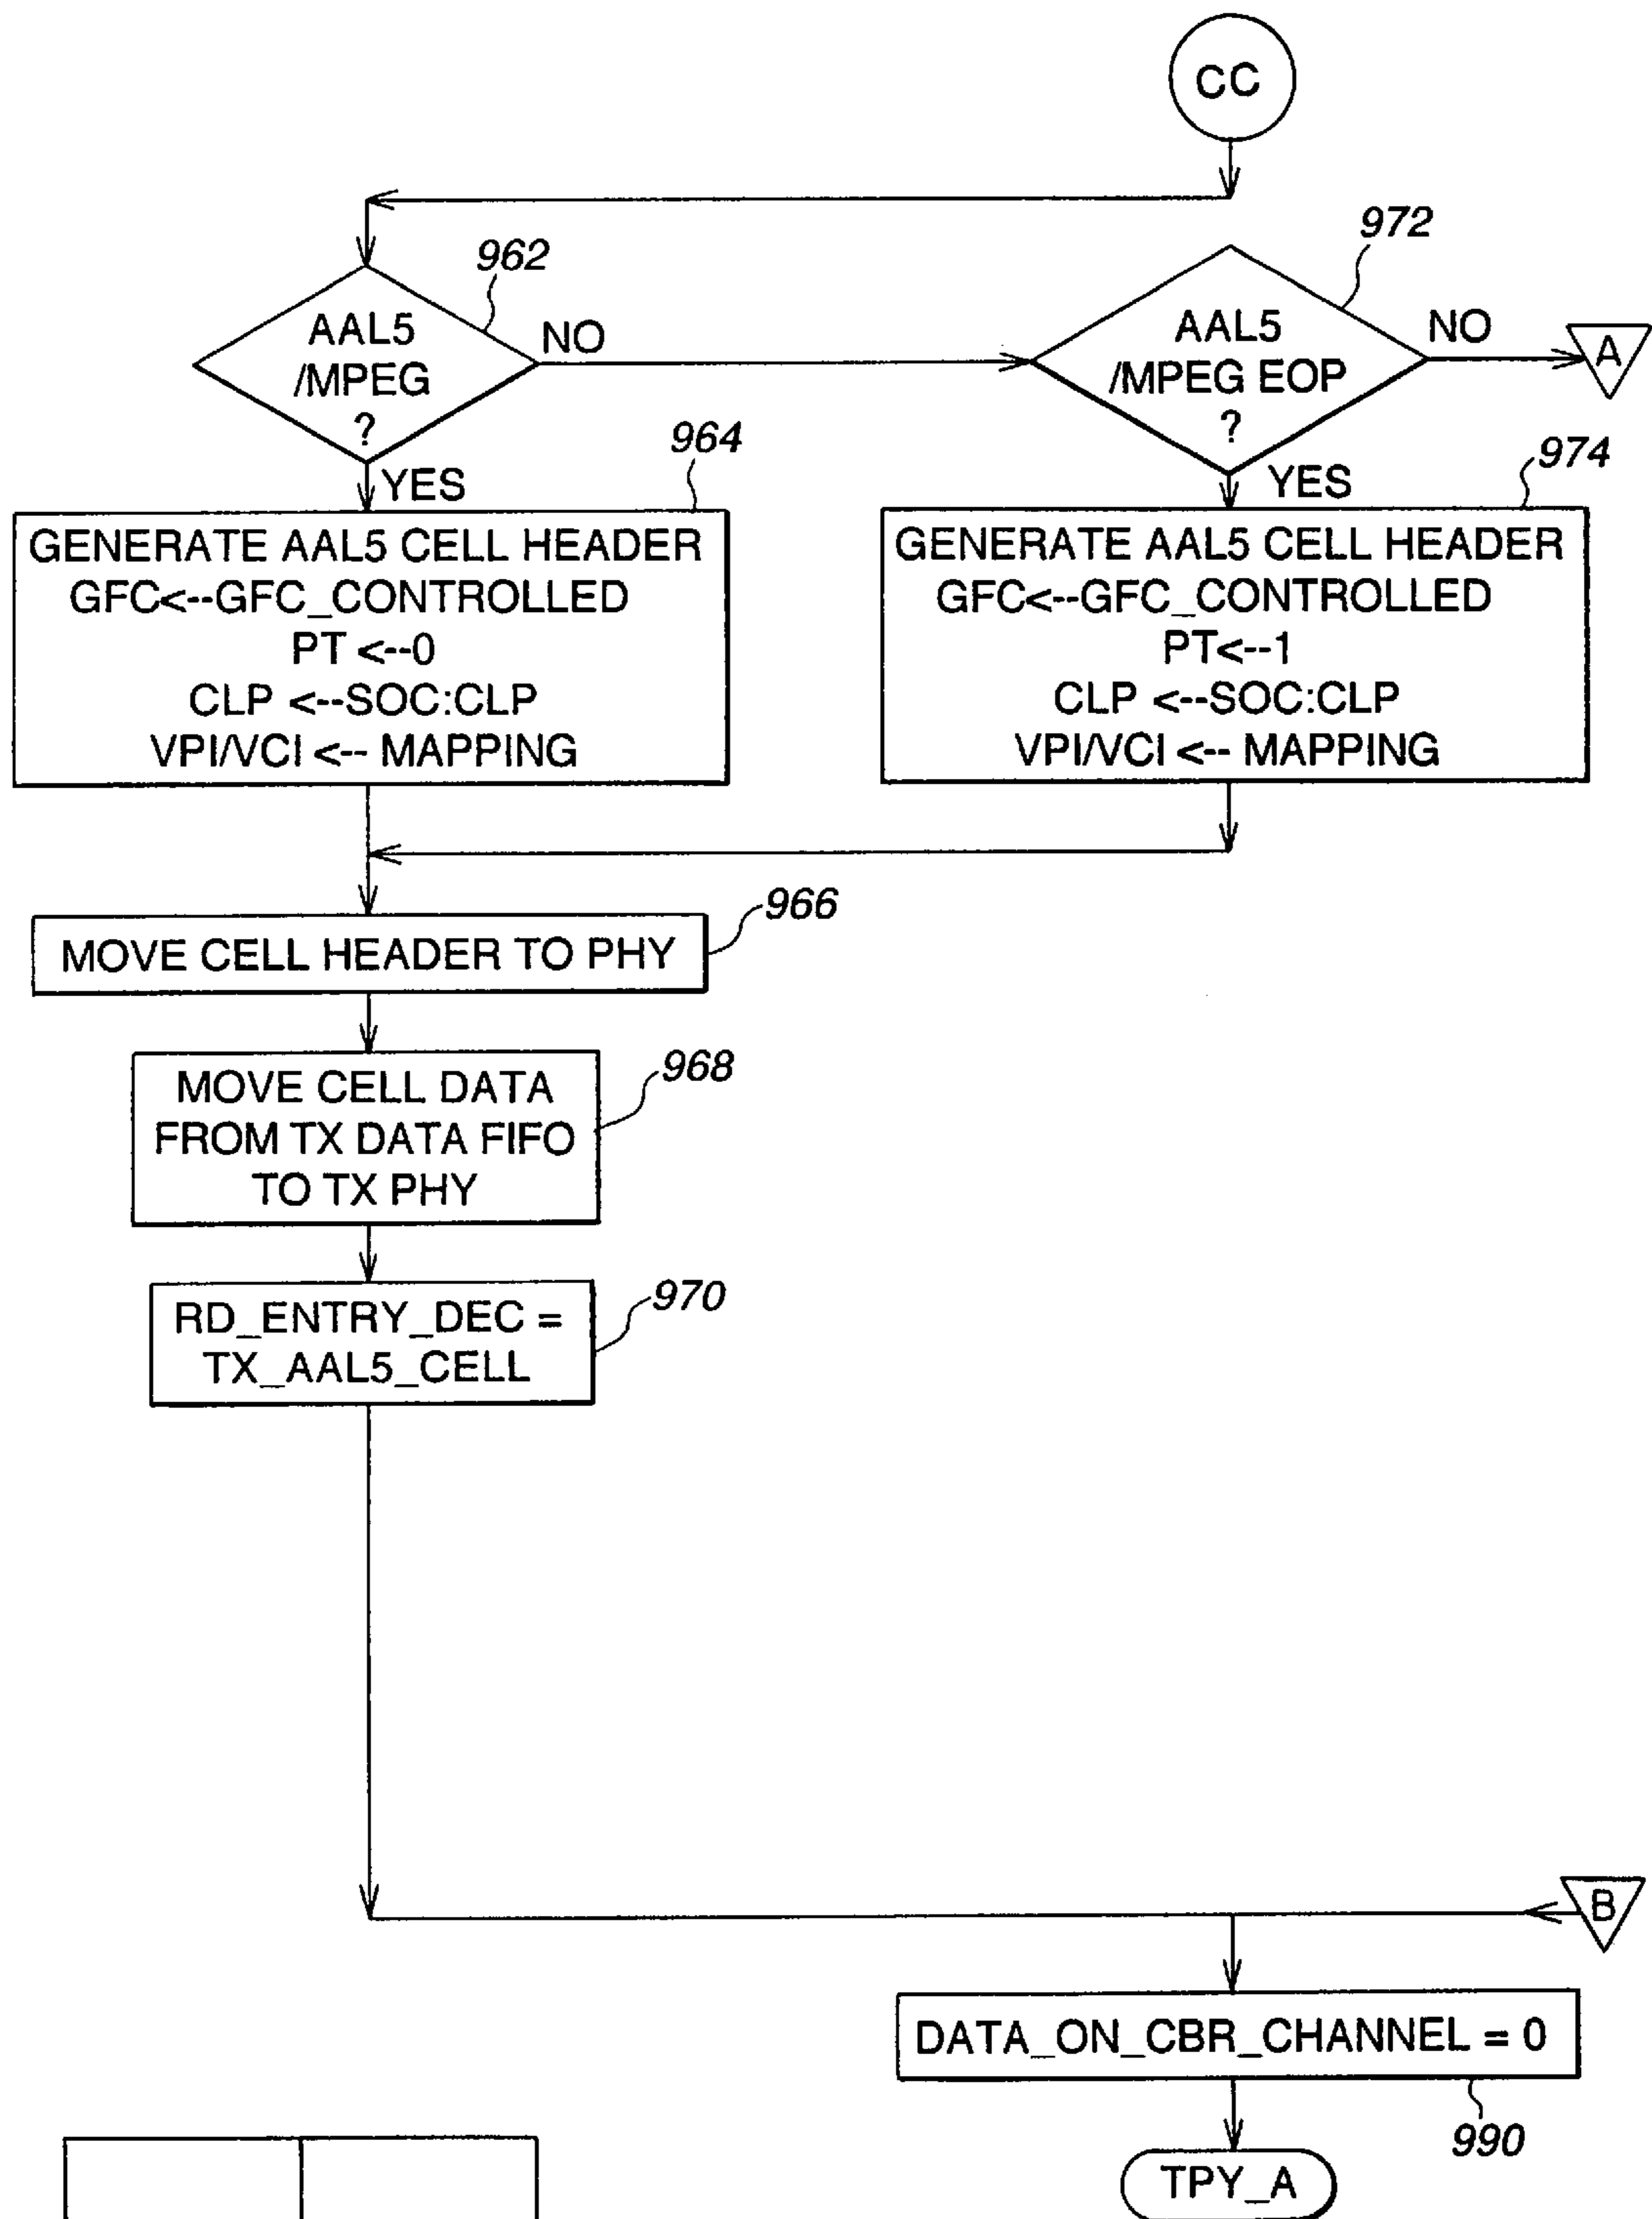 CC
962
AAL5
/MPEG
?
NO
YES
972
AAL5
/MPEG EOP
?
NO
A
YES
964
GENERATE AAL5 CELL HEADER
GFC<--GFC_CONTROLLED
PT <--0
CLP <--SOC:CLP
VPI/VCI <-- MAPPING
974
GENERATE AAL5 CELL HEADER
GFC<--GFC_CONTROLLED
PT<--1
CLP <--SOC:CLP
VPI/VCI <-- MAPPING
966
MOVE CELL HEADER TO PHY
968
MOVE CELL DATA
FROM TX DATA FIFO
TO TX PHY
970
RD_ENTRY_DEC =
TX_AAL5_CELL
B
DATA_ON_CBR_CHANNEL = 0
990
TPY_A